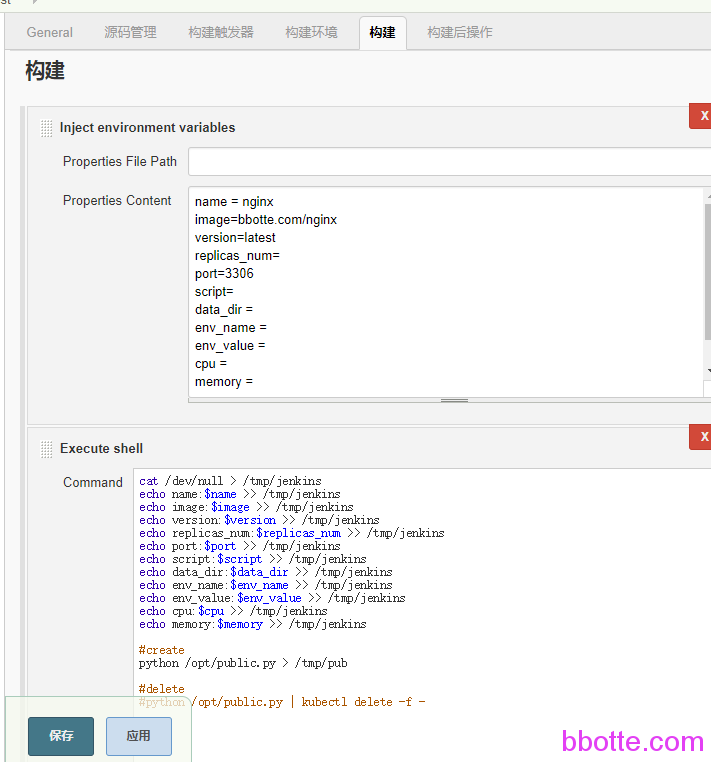 st
General 源码管理 构建触发器 构建环境 构建 构建后操作
构建
Inject environment variables
X
Properties File Path
Properties Content
name = nginx
image=bbotte.com/nginx
version=latest
replicas_num=
port=3306
script=
data_dir =
env_name =
env_value =
cpu =
memory =
Execute shell
X
Command
cat /dev/null > /tmp/jenkins
echo name:$name >> /tmp/jenkins
echo image:$image >> /tmp/jenkins
echo version:$version >> /tmp/jenkins
echo replicas_num:$replicas_num >> /tmp/jenkins
echo port:$port >> /tmp/jenkins
echo script:$script >> /tmp/jenkins
echo data_dir:$data_dir >> /tmp/jenkins
echo env_name:$env_name >> /tmp/jenkins
echo env_value:$env_value >> /tmp/jenkins
echo cpu:$cpu >> /tmp/jenkins
echo memory:$memory >> /tmp/jenkins
#create
python /opt/public.py > /tmp/pub
#delete
#python /opt/public.py | kubectl delete -f -
保存 应用
bbotte.com